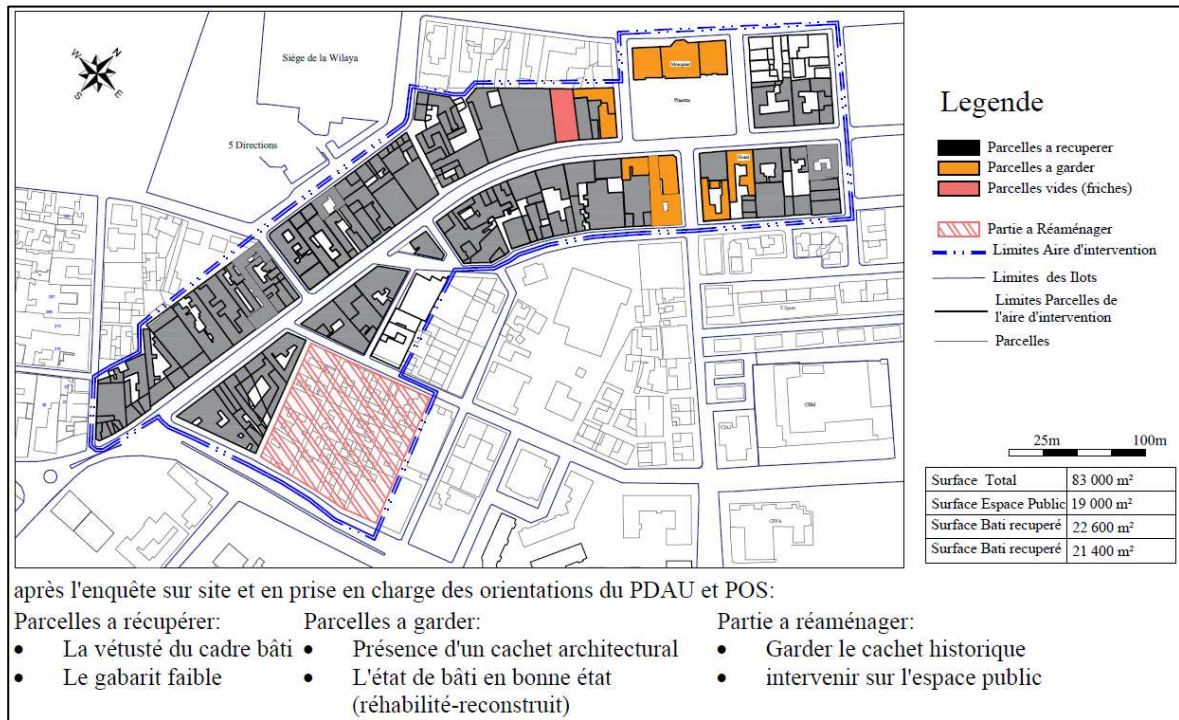 N
W
E
S
Siége de la Wilaya
5 Directions
Mosquée
Placette
Hotel
T.Sport
CEM
CIAJ
CFPA
Legende
Parcelles a recuperer
Parcelles a garder
Parcelles vides (friches)
Partie a Réaménager
Limites Aire d'intervention
Limites des Ilots
Limites Parcelles de
l'aire d'intervention
Parcelles
25m 100m
Surface Total 83 000 m²
Surface Espace Public 19 000 m²
Surface Bati recuperé 22 600 m²
Surface Bati recuperé 21 400 m²
après l'enquête sur site et en prise en charge des orientations du PDAU et POS:
Parcelles a récupérer:
• La vétusté du cadre bâti
• Le gabarit faible
Parcelles a garder:
• Présence d'un cachet architectural
• L'état de bâti en bonne état
(réhabilité-reconstruit)
Partie a réaménager:
• Garder le cachet historique
• intervenir sur l'espace public